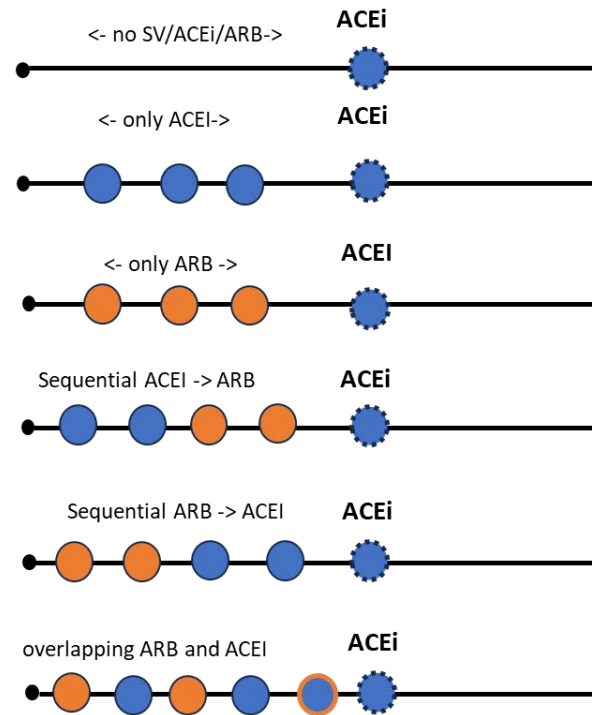 <- no SV/ACEi/ARB->
ACEi
<- only ACEI->
ACEi
<- only ARB ->
ACEI
Sequential ACEI -> ARB
ACEi
Sequential ARB -> ACEI
ACEi
overlapping ARB and ACEI
ACEi